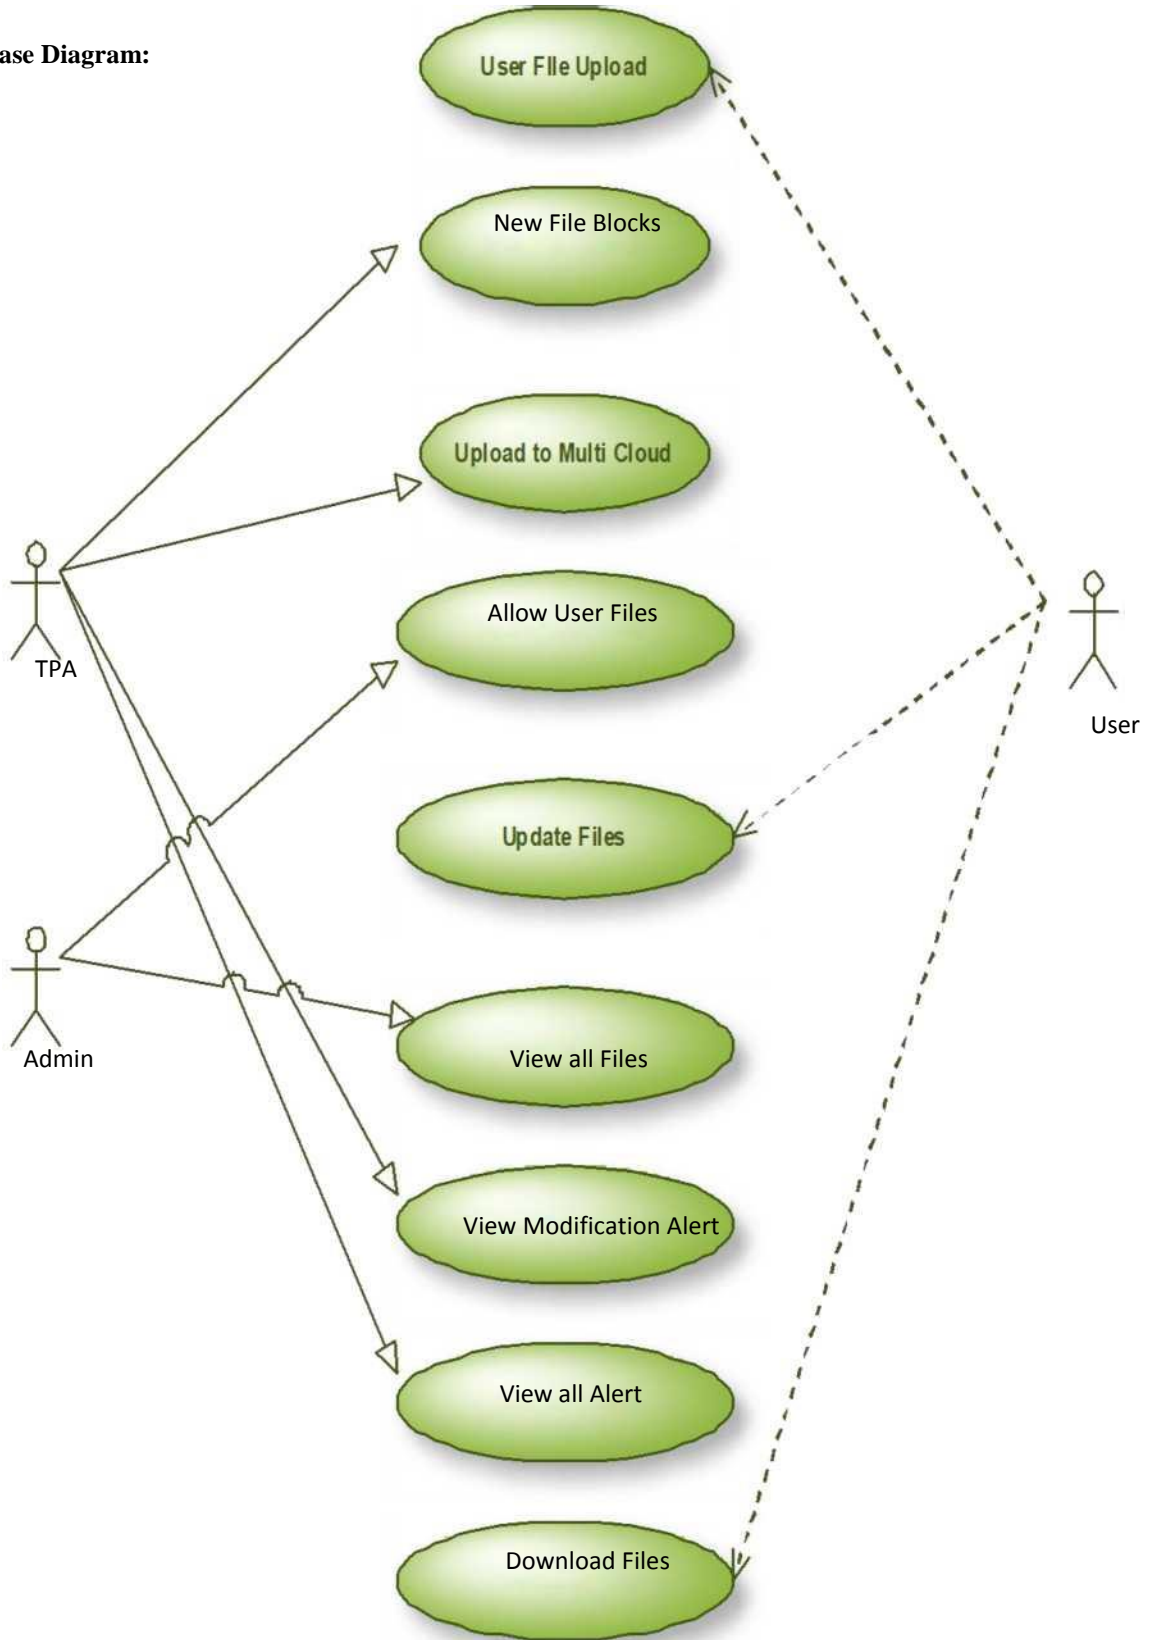 ase Diagram:
User FIle Upload
New File Blocks
Upload to Multi Cloud
Allow User Files
TPA
User
Update Files
Admin
View all Files
View Modification Alert
View all Alert
Download Files